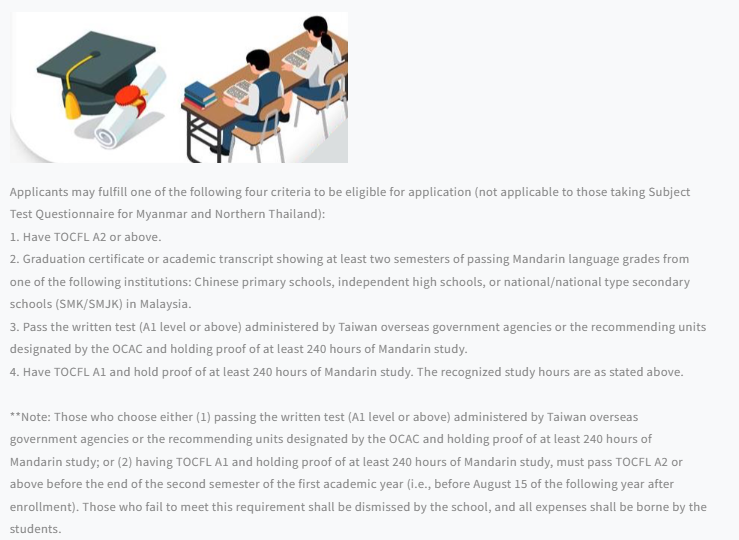 Applicants may fulfill one of the following four criteria to be eligible for application (not applicable to those taking Subject
Test Questionnaire for Myanmar and Northern Thailand):
1. Have TOCFL A2 or above.
2. Graduation certificate or academic transcript showing at least two semesters of passing Mandarin language grades from
one of the following institutions: Chinese primary schools, independent high schools, or national/national type secondary
schools (SMK/SMJK) in Malaysia.
3. Pass the written test (A1 level or above) administered by Taiwan overseas government agencies or the recommending units
designated by the OCAC and holding proof of at least 240 hours of Mandarin study.
4. Have TOCFL A1 and hold proof of at least 240 hours of Mandarin study. The recognized study hours are as stated above.
**Note: Those who choose either (1) passing the written test (A1 level or above) administered by Taiwan overseas
government agencies or the recommending units designated by the OCAC and holding proof of at least 240 hours of
Mandarin study; or (2) having TOCFL A1 and holding proof of at least 240 hours of Mandarin study, must pass TOCFL A2 or
above before the end of the second semester of the first academic year (i.e., before August 15 of the following year after
enrollment). Those who fail to meet this requirement shall be dismissed by the school, and all expenses shall be borne by the
students.